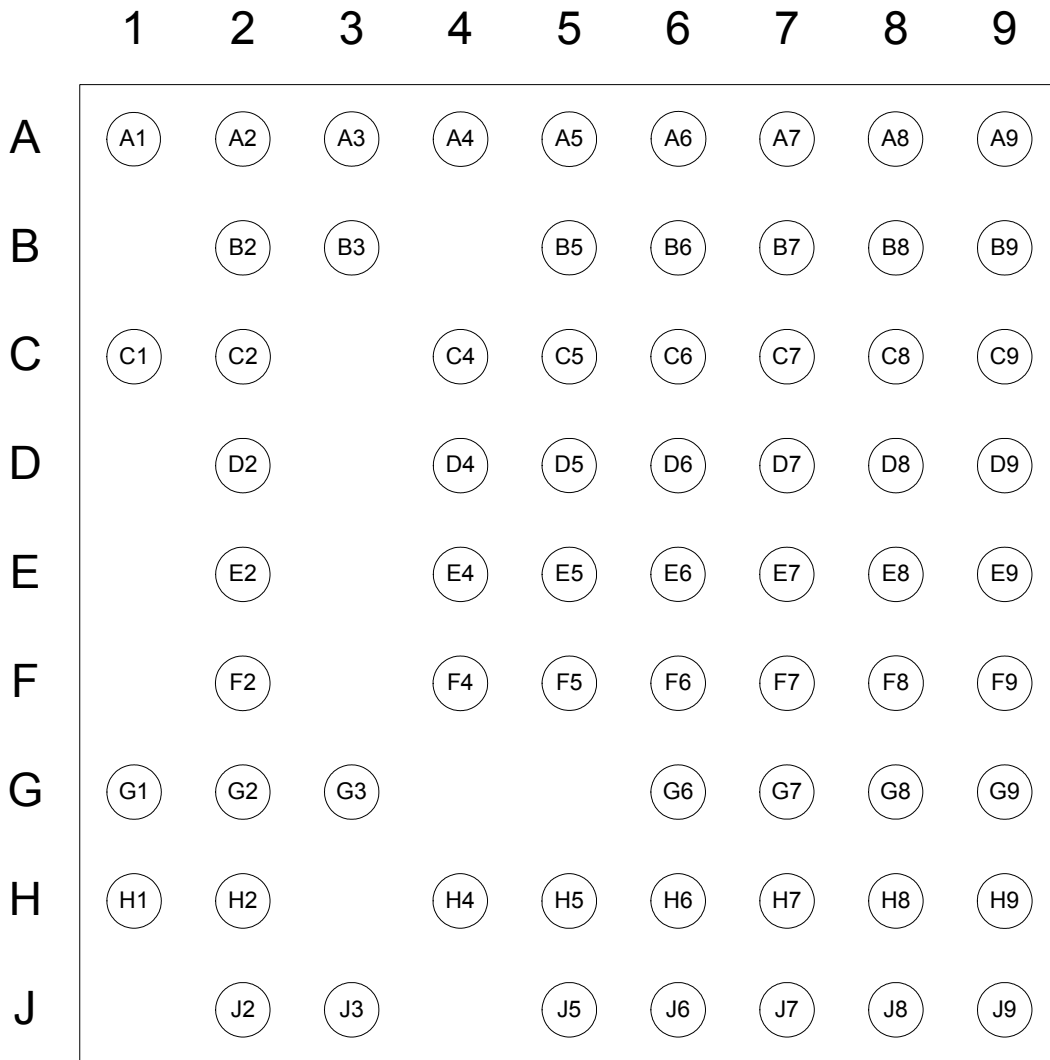 1 2 3 4 5 6 7 8 9
A A1 A2 A3 A4 A5 A6 A7 A8 A9
B B2 B3 B5 B6 B7 B8 B9
C C1 C2 C4 C5 C6 C7 C8 C9
D D2 D4 D5 D6 D7 D8 D9
E E2 E4 E5 E6 E7 E8 E9
F F2 F4 F5 F6 F7 F8 F9
G G1 G2 G3 G6 G7 G8 G9
H H1 H2 H4 H5 H6 H7 H8 H9
J J2 J3 J5 J6 J7 J8 J9